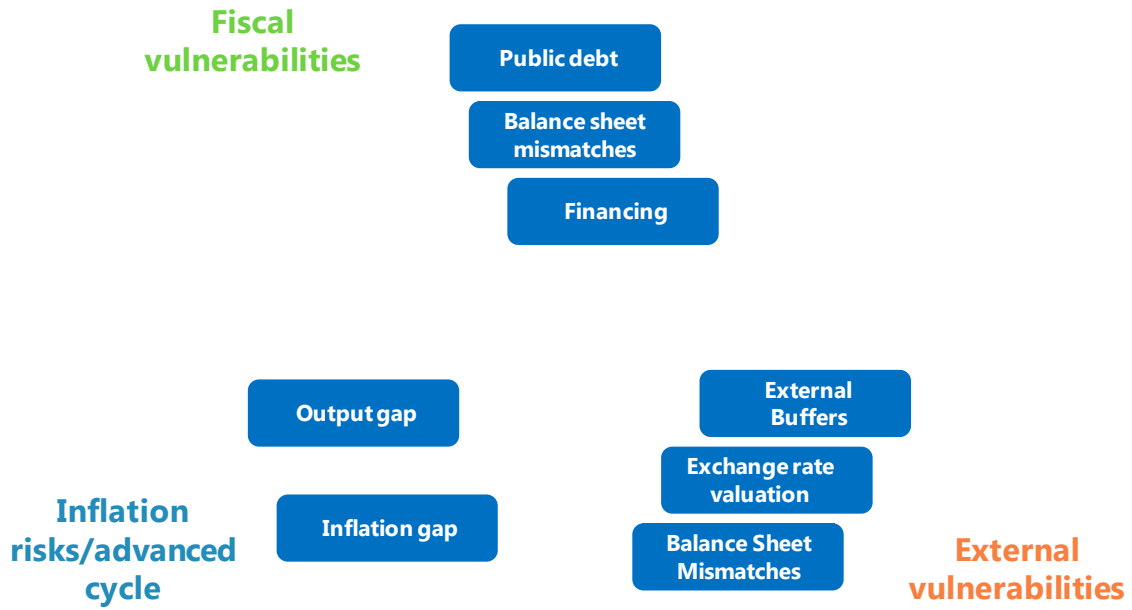 Fiscal
vulnerabilities
Public debt
Balance sheet
mismatches
Financing
Output gap
Inflation gap
Inflation
risks/advanced
cycle
External
Buffers
Exchange rate
valuation
Balance Sheet
Mismatches
External
vulnerabilities